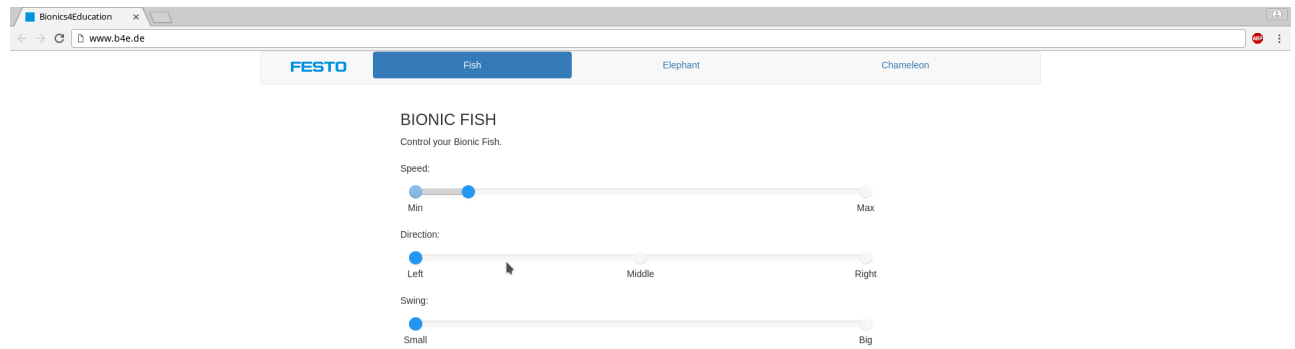 Bionics4Education
www.b4e.de
ABP
FESTO Fish Elephant Chameleon
BIONIC FISH
Control your Bionic Fish.
Speed:
Min Max
Direction:
Left Middle Right
Swing:
Small Big